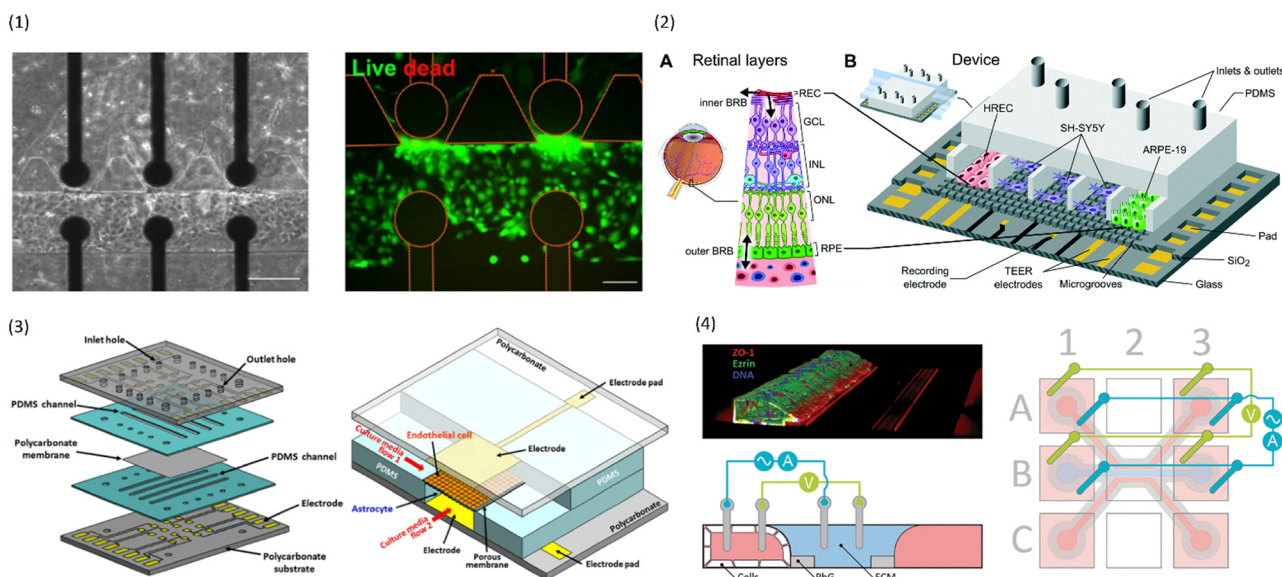 (1)
Live dead
(2)
A
Retinal layers
B
Device
Inlets & outlets
PDMS
REC
inner BRB
GCL
INL
ONL
outer BRB
RPE
HREC
SH-SY5Y
ARPE-19
Pad
SiO2
Glass
Recording
electrode
TEER
electrodes
Microgrooves
(3)
Inlet hole
Outlet hole
PDMS channel
Polycarbonate
membrane
PDMS channel
Electrode
Polycarbonate
substrate
Polycarbonate
Electrode pad
Endothelial cell
Culture media
flow 1
Electrode
PDMS
PDMS
Astrocyte
Culture media
flow 2
Electrode
Porous
membrane
Polycarbonate
Electrode pad
(4)
ZO-1
Ezrin
DNA
A
V
Cells
PhG
ECM
1 2 3
A
B
C
V
A